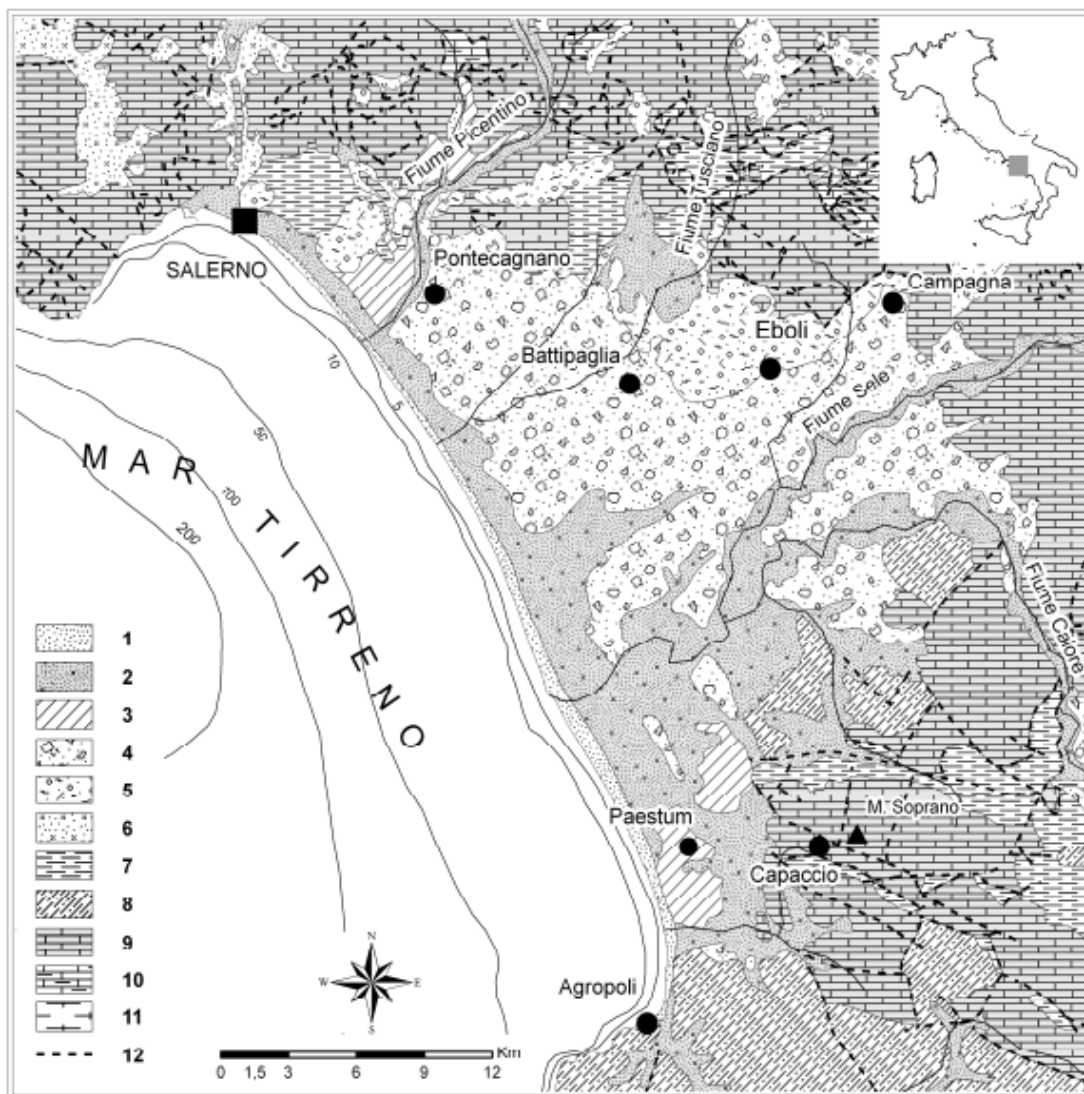 Fiume Picentino
Fiume Tusciano
SALERNO
Pontecagnano
Campagna
Eboli
Battipaglia
Fiume Sele
10
5
50
100
200
MAR TIRRENO
Fiume Calore
1
2
3
4
5
6
7
8
9
10
11
12
Paestum
M. Soprano
Capaccio
Agropoli
N
W E
S
Km
0 1,5 3 6 9 12